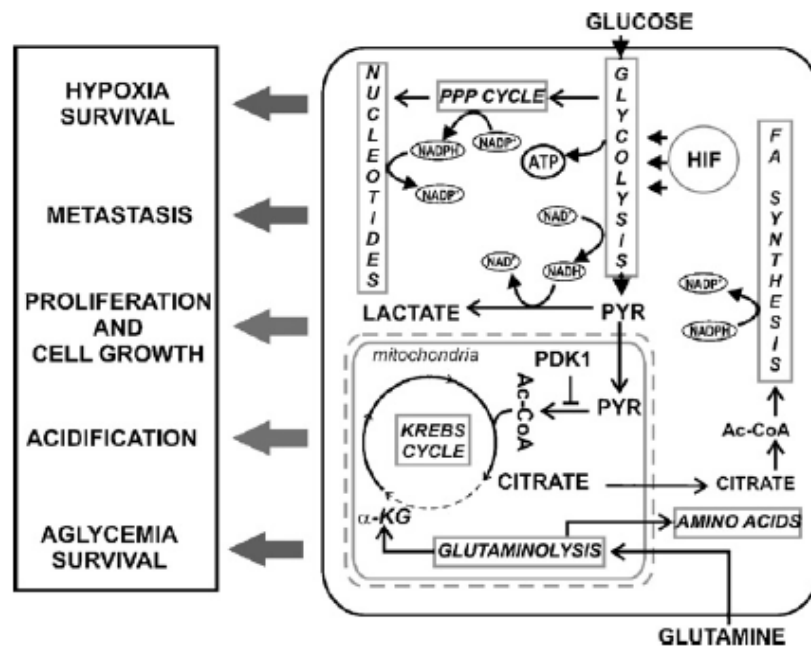 GLUCOSE
HYPOXIA
SURVIVAL
METASTASIS
PROLIFERATION
AND
CELL GROWTH
ACIDIFICATION
AGLYCEMIA
SURVIVAL
NUCLEOTIDES
PPP CYCLE
NADPH
NADP+
NADP+
ATP
GLYCOLYSIS
HIF
FA SYNTHESIS
NAD+
NADH
NAD+
NADP+
NADPH
LACTATE
PYR
mitochondria
PDK1
Ac-CoA
PYR
KREBS
CYCLE
CITRATE
Ac-CoA
CITRATE
α-KG
GLUTAMINOLYSIS
AMINO ACIDS
GLUTAMINE